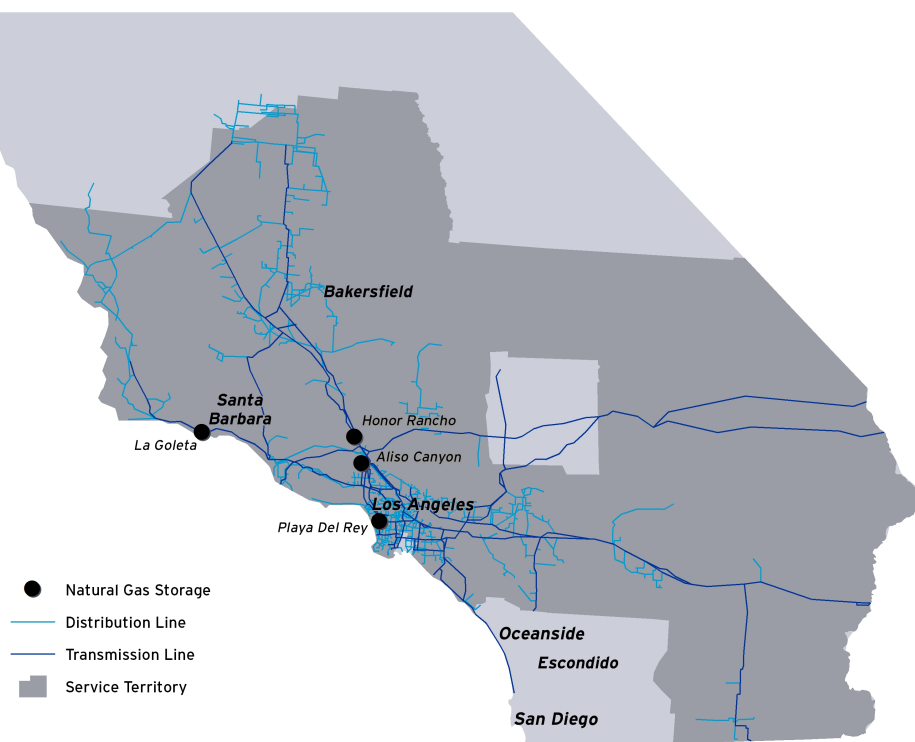 Bakersfield
Santa
Barbara
Honor Rancho
La Goleta
Aliso Canyon
Los Angeles
Playa Del Rey
Natural Gas Storage
Distribution Line
Transmission Line
Service Territory
Oceanside
Escondido
San Diego